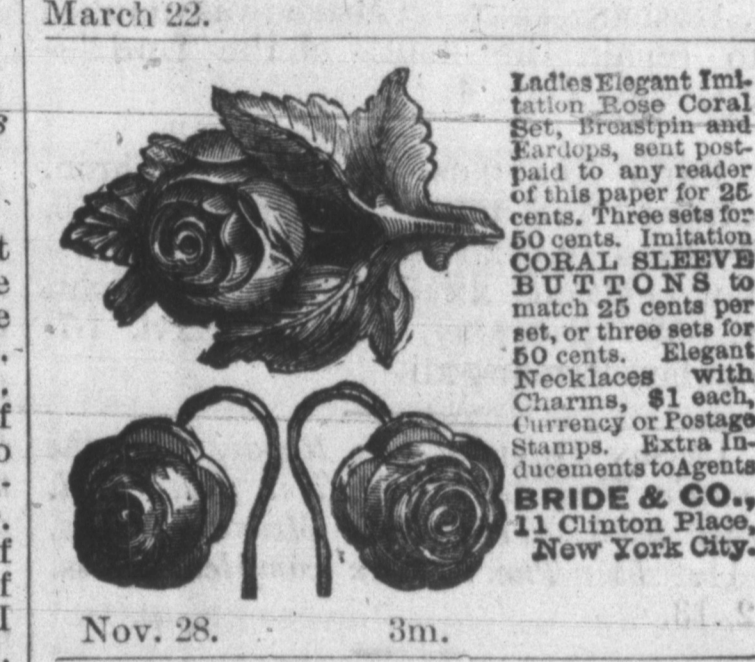 March 22.
Ladies Elegant Imi-
tation Rose Coral
Set, Breastpin and
Eardops, sent post-
paid to any reader
of this paper for 25
cents. Three sets for
50 cents. Imitation
CORAL SLEEVE
BUTTONS to
match 25 cents per
set, or three sets for
50 cents. Elegant
Necklaces with
Charms, $1 each,
Currency or Postage
Stamps. Extra In-
ducements to Agents
BRIDE & CO.,
11 Clinton Place,
New York City.
Nov. 28. 3m.